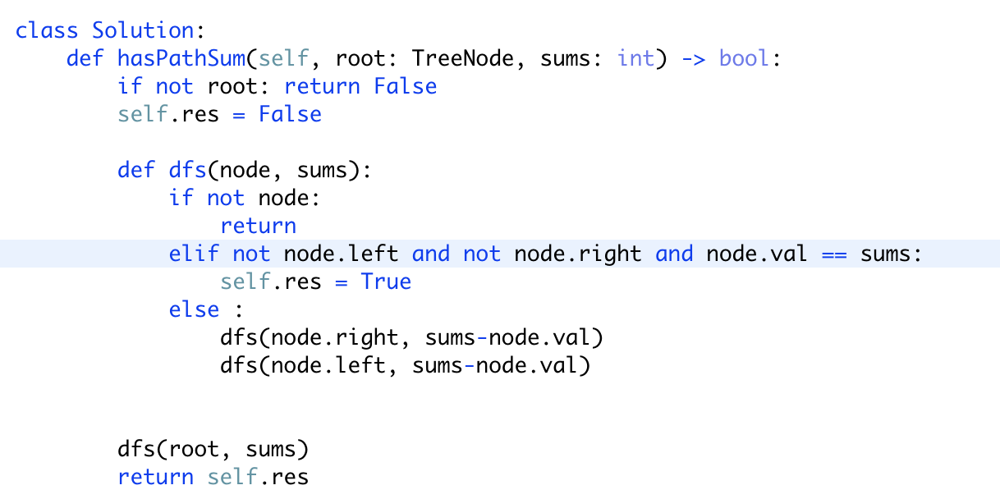 class Solution:
    def hasPathSum(self, root: TreeNode, sums: int) -> bool:
        if not root: return False
        self.res = False

        def dfs(node, sums):
            if not node:
                return
            elif not node.left and not node.right and node.val == sums:
                self.res = True
            else :
                dfs(node.right, sums-node.val)
                dfs(node.left, sums-node.val)


        dfs(root, sums)
        return self.res